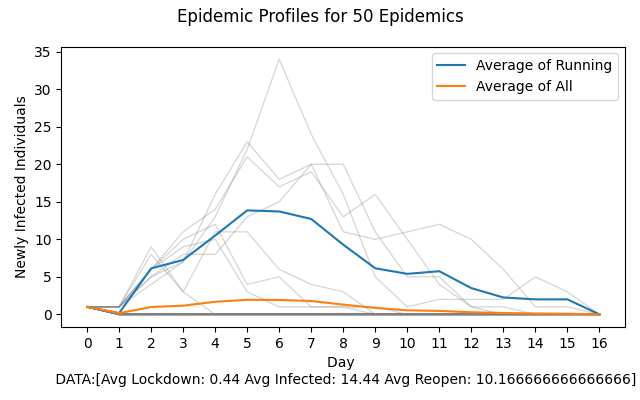 Epidemic Profiles for 50 Epidemics
35
30
25
20
15
10
5
0
Newly Infected Individuals
Average of Running
Average of All
0 1 2 3 4 5 6 7 8 9 10 11 12 13 14 15 16
Day
DATA:[Avg Lockdown: 0.44 Avg Infected: 14.44 Avg Reopen: 10.166666666666666]